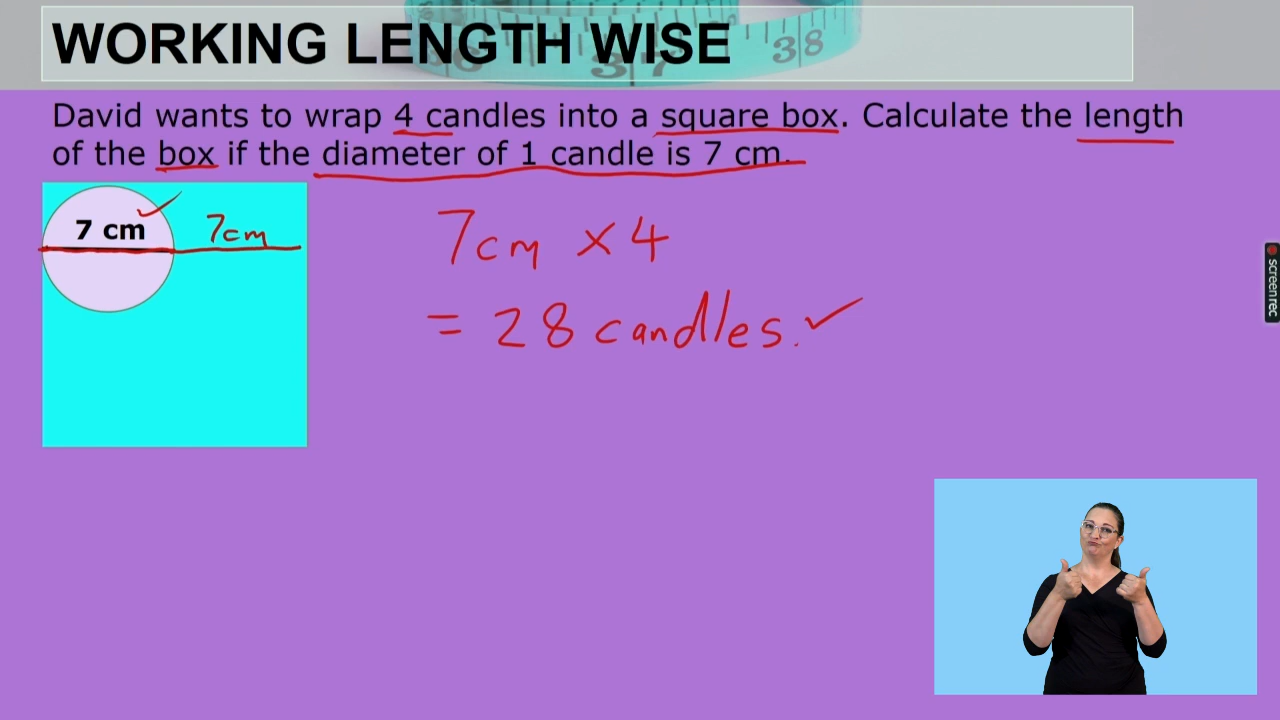 WORKING LENGTH WISE
36 37 38
David wants to wrap 4 candles into a square box. Calculate the length
of the box if the diameter of 1 candle is 7 cm.
7 cm 7cm
7cm × 4
= 28 candles. ✓
screenrec